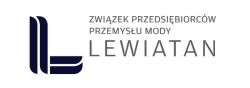 ZWIĄZEK PRZEDSIĘBIORCÓW
PRZEMYSŁU MODY
LEWIATAN